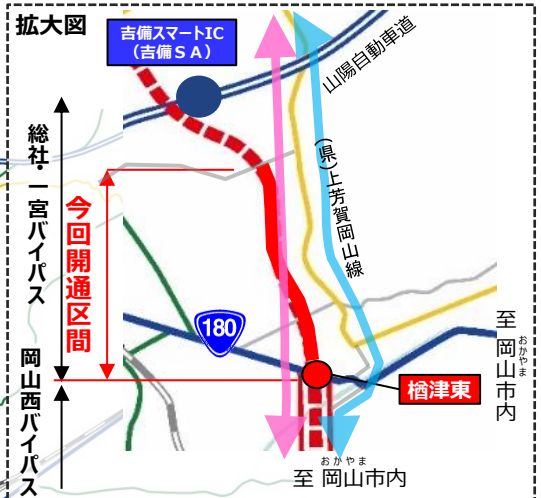 拡大図
吉備スマートIC
（吉備ＳＡ）
山陽自動車道
総社・一宮バイパス
今回開通区間
(県)上芳賀岡山線
180
至 岡山市内
おかやま
楢津東
岡山西バイパス
おかやま
至 岡山市内